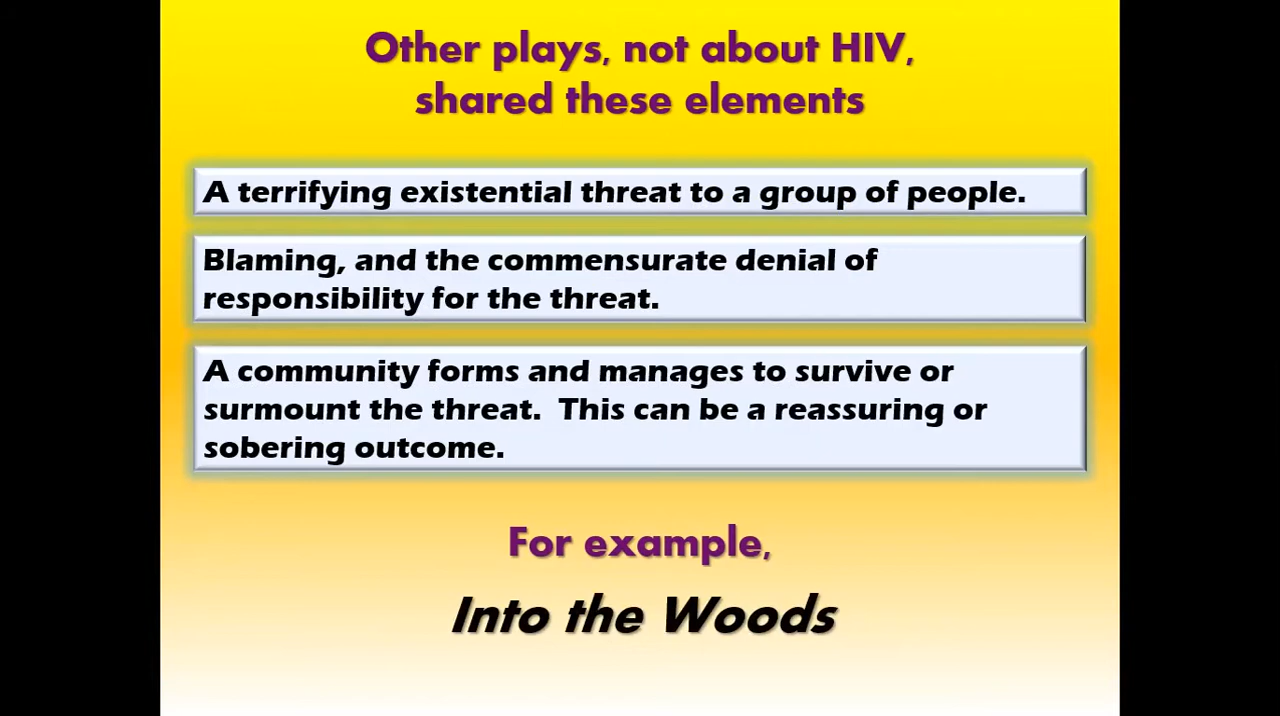 Other plays, not about HIV,
shared these elements
A terrifying existential threat to a group of people.
Blaming, and the commensurate denial of
responsibility for the threat.
A community forms and manages to survive or
surmount the threat.  This can be a reassuring or
sobering outcome.
For example,
Into the Woods